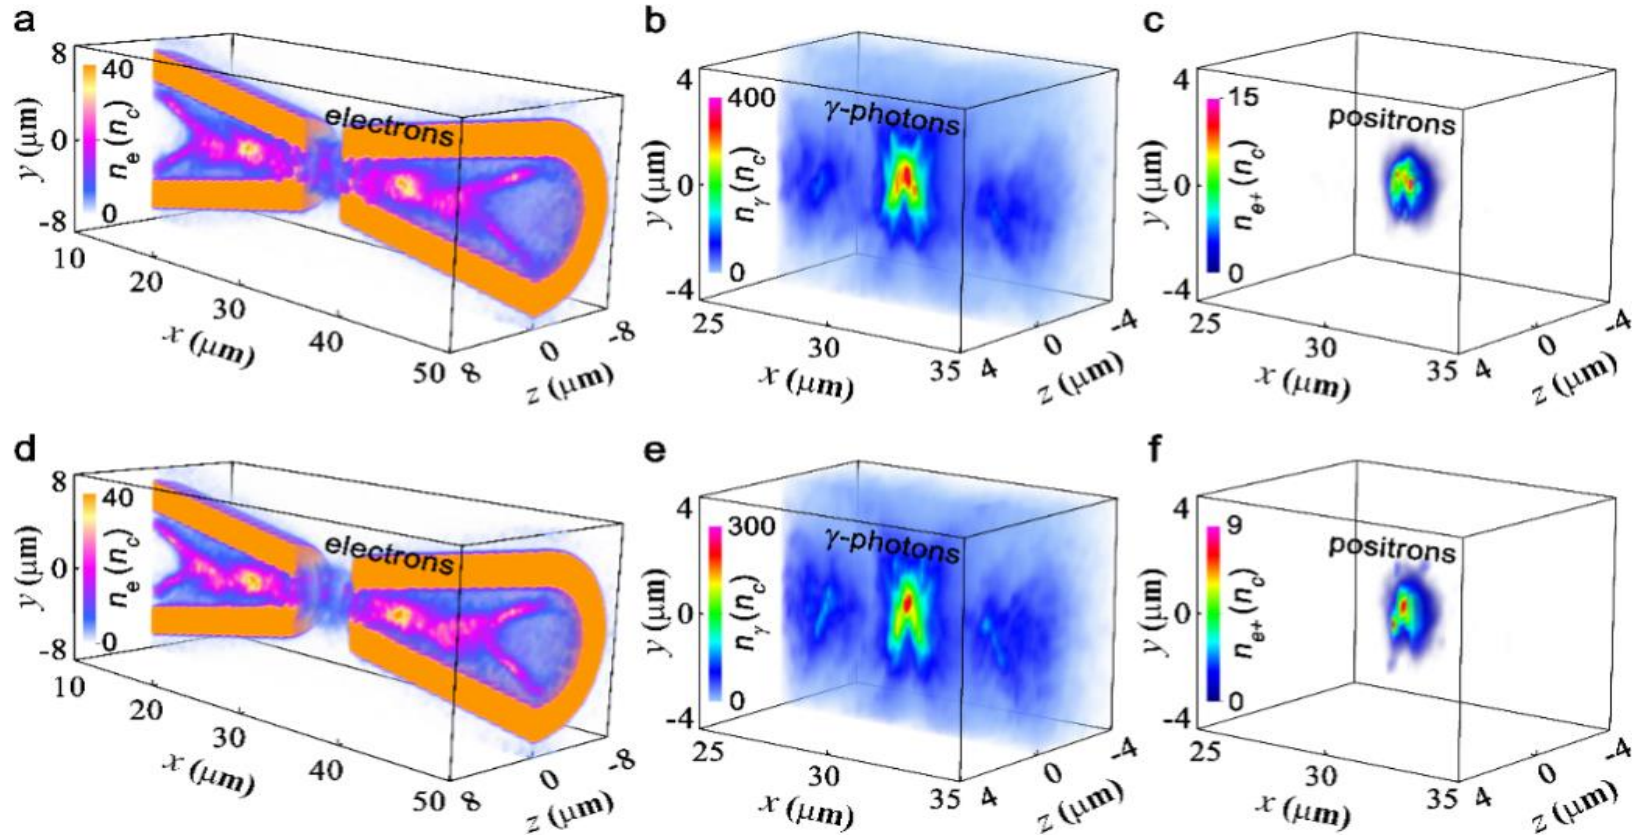 a
8
0
-8
y (μm)
40
0
n_e (n_c)
electrons
10
20
30
40
50
x (μm)
8
0
-8
z (μm)
b
4
0
-4
y (μm)
400
0
n_γ (n_c)
γ-photons
25
30
35
x (μm)
4
0
-4
z (μm)
c
4
0
-4
y (μm)
15
0
n_e+ (n_c)
positrons
25
30
35
x (μm)
4
0
-4
z (μm)
d
8
0
-8
y (μm)
40
0
n_e (n_c)
electrons
10
20
30
40
50
x (μm)
8
0
-8
z (μm)
e
4
0
-4
y (μm)
300
0
n_γ (n_c)
γ-photons
25
30
35
x (μm)
4
0
-4
z (μm)
f
4
0
-4
y (μm)
9
0
n_e+ (n_c)
positrons
25
30
35
x (μm)
4
0
-4
z (μm)